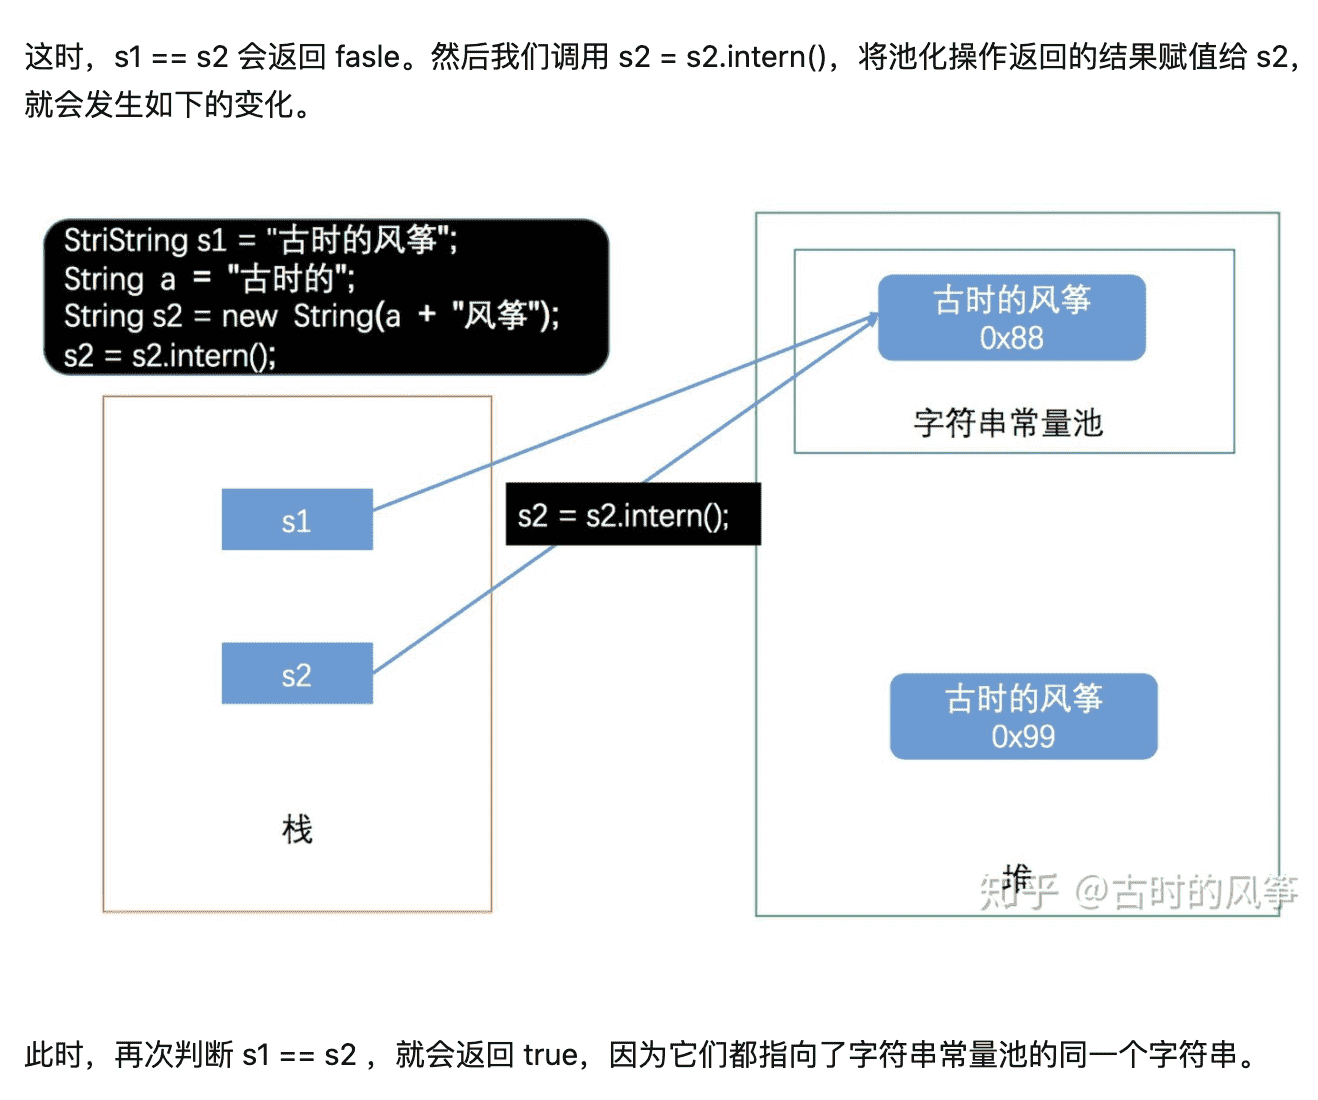 这时，s1 == s2 会返回 fasle。然后我们调用 s2 = s2.intern()，将池化操作返回的结果赋值给 s2，
就会发生如下的变化。
StriString s1 = "古时的风筝";
String a = "古时的";
String s2 = new String(a + "风筝");
s2 = s2.intern();
古时的风筝
0x88
字符串常量池
s1
s2 = s2.intern();
s2
古时的风筝
0x99
栈
堆
知乎 @古时的风筝
此时，再次判断 s1 == s2 ，就会返回 true，因为它们都指向了字符串常量池的同一个字符串。